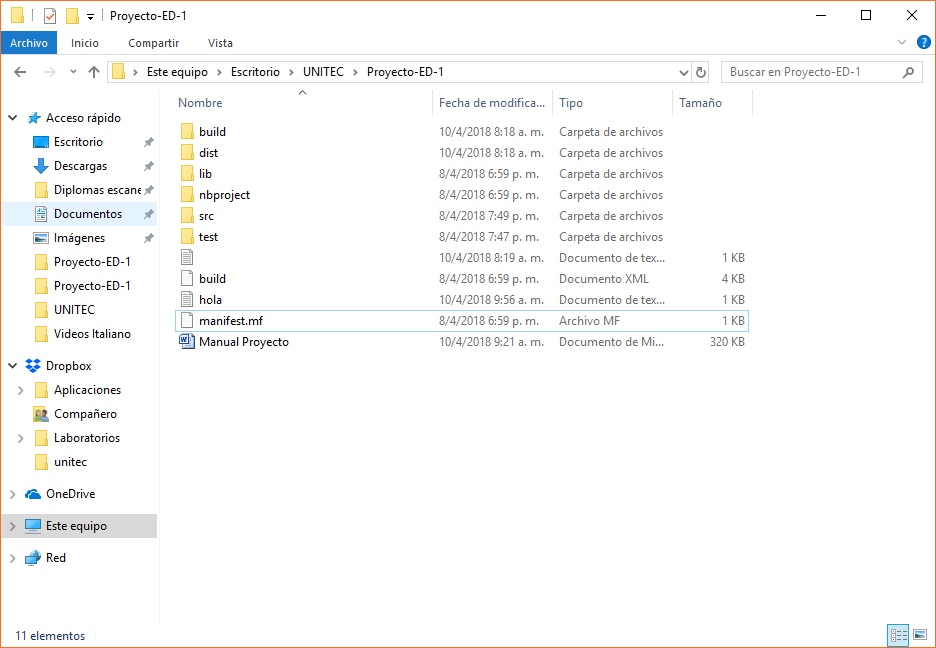 Proyecto-ED-1
Archivo Inicio Compartir Vista
Este equipo Escritorio UNITEC Proyecto-ED-1 Buscar en Proyecto-ED-1
Nombre Fecha de modifica... Tipo Tamaño
build 10/4/2018 8:18 a. m. Carpeta de archivos
dist 10/4/2018 8:18 a. m. Carpeta de archivos
lib 8/4/2018 6:59 p. m. Carpeta de archivos
nbproject 8/4/2018 6:59 p. m. Carpeta de archivos
src 8/4/2018 7:49 p. m. Carpeta de archivos
test 8/4/2018 7:47 p. m. Carpeta de archivos
10/4/2018 8:19 a. m. Documento de tex... 1 KB
build 8/4/2018 6:59 p. m. Documento XML 4 KB
hola 10/4/2018 9:56 a. m. Documento de tex... 1 KB
manifest.mf 8/4/2018 6:59 p. m. Archivo MF 1 KB
Manual Proyecto 10/4/2018 9:21 a. m. Documento de Mi... 320 KB
Acceso rápido
Escritorio
Descargas
Diplomas escane
Documentos
Imágenes
Proyecto-ED-1
Proyecto-ED-1
UNITEC
Videos Italiano
Dropbox
Aplicaciones
Compañero
Laboratorios
unitec
OneDrive
Este equipo
Red
11 elementos